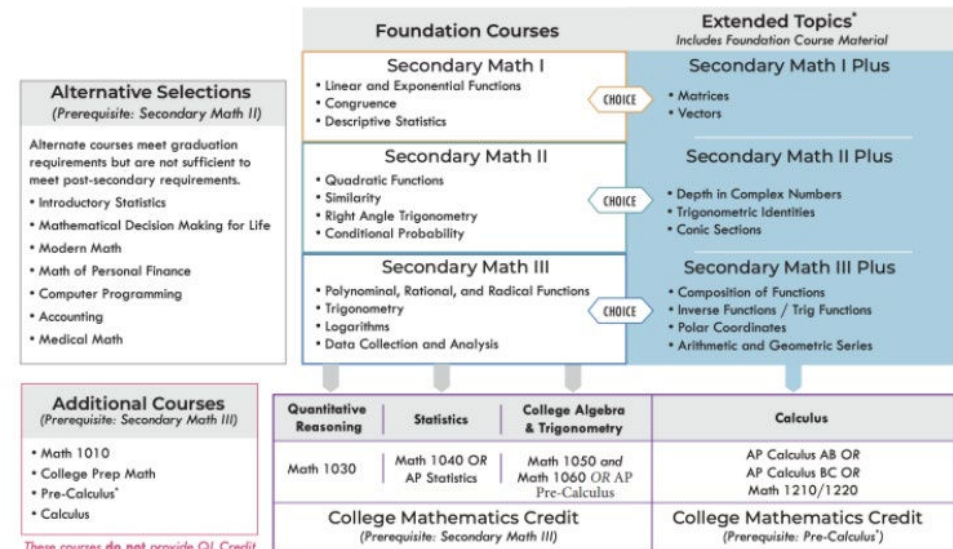 Foundation Courses
Extended Topics*
Includes Foundation Course Material
Alternative Selections
(Prerequisite: Secondary Math II)
Alternate courses meet graduation
requirements but are not sufficient to
meet post-secondary requirements.
• Introductory Statistics
• Mathematical Decision Making for Life
• Modern Math
• Math of Personal Finance
• Computer Programming
• Accounting
• Medical Math
Secondary Math I
• Linear and Exponential Functions
• Congruence
• Descriptive Statistics
CHOICE
Secondary Math I Plus
• Matrices
• Vectors
Secondary Math II
• Quadratic Functions
• Similarity
• Right Angle Trigonometry
• Conditional Probability
CHOICE
Secondary Math II Plus
• Depth in Complex Numbers
• Trigonometric Identities
• Conic Sections
Secondary Math III
• Polynominal, Rational, and Radical Functions
• Trigonometry
• Logarithms
• Data Collection and Analysis
CHOICE
Secondary Math III Plus
• Composition of Functions
• Inverse Functions / Trig Functions
• Polar Coordinates
• Arithmetic and Geometric Series
Additional Courses
(Prerequisite: Secondary Math III)
• Math 1010
• College Prep Math
• Pre-Calculus*
• Calculus
These courses do not provide QL Credit
Quantitative
Reasoning
Statistics
College Algebra
& Trigonometry
Calculus
Math 1030
Math 1040 OR
AP Statistics
Math 1050 and
Math 1060 OR AP
Pre-Calculus
AP Calculus AB OR
AP Calculus BC OR
Math 1210/1220
College Mathematics Credit
(Prerequisite: Secondary Math III)
College Mathematics Credit
(Prerequisite: Pre-Calculus*)